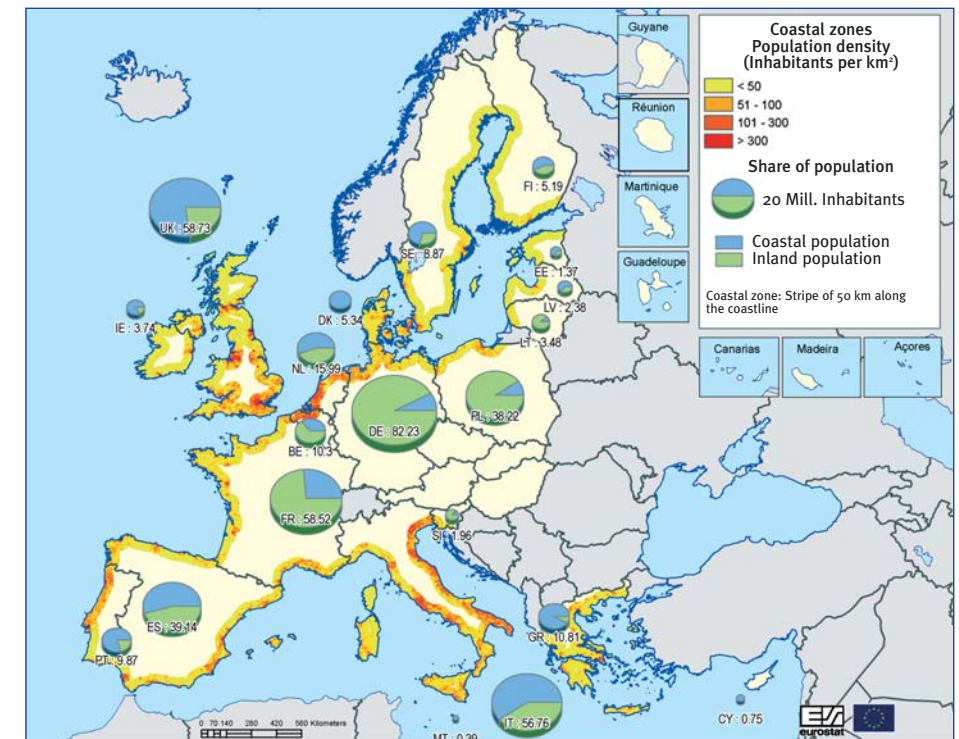 Guyane
Réunion
Martinique
Guadeloupe
Canarias
Madeira
Açores
Coastal zones
Population density
(Inhabitants per km²)
< 50
51 - 100
101 - 300
> 300
Share of population
20 Mill. Inhabitants
Coastal population
Inland population
Coastal zone: Stripe of 50 km along
the coastline
FI : 5.19
UK : 58.73
SE : 8.87
EE : 1.37
LV : 2.38
LT : 3.48
IE : 3.74
DK : 5.34
NL : 15.99
DE : 82.23
PL : 38.22
BE : 10.3
FR : 58.52
SI : 1.96
ES : 39.14
PT : 9.87
GR : 10.81
IT : 56.76
MT : 0.39
CY : 0.75
0 70 140 280 420 560 Kilometers
eurostat